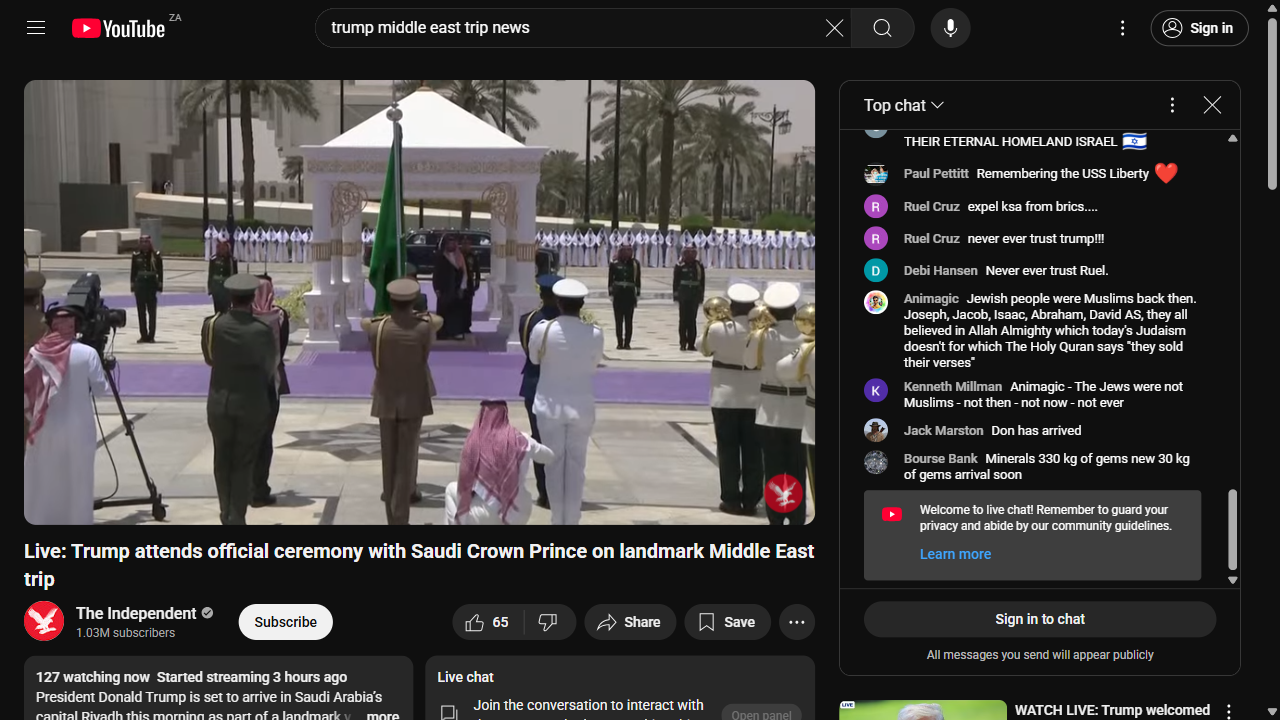 YouTube ZA
trump middle east trip news
Sign in
Live: Trump attends official ceremony with Saudi Crown Prince on landmark Middle East
trip
The Independent
1.03M subscribers
Subscribe
65
Share
Save
127 watching now Started streaming 3 hours ago
President Donald Trump is set to arrive in Saudi Arabia's
capital Riyadh this morning as part of a landmark
...more
Live chat
Join the conversation to interact with
Open panel
Top chat
THEIR ETERNAL HOMELAND ISRAEL 🇮🇱
Paul Pettitt Remembering the USS Liberty ❤️
R Ruel Cruz expel ksa from brics....
R Ruel Cruz never ever trust trump!!!
D Debi Hansen Never ever trust Ruel.
Animagic Jewish people were Muslims back then.
Joseph, Jacob, Isaac, Abraham, David AS, they all
believed in Allah Almighty which today's Judaism
doesn't for which The Holy Quran says "they sold
their verses"
K Kenneth Millman Animagic - The Jews were not
Muslims - not then - not now - not ever
Jack Marston Don has arrived
Bourse Bank Minerals 330 kg of gems new 30 kg
of gems arrival soon
Welcome to live chat! Remember to guard your
privacy and abide by our community guidelines.
Learn more
Sign in to chat
All messages you send will appear publicly
LIVE
WATCH LIVE: Trump welcomed